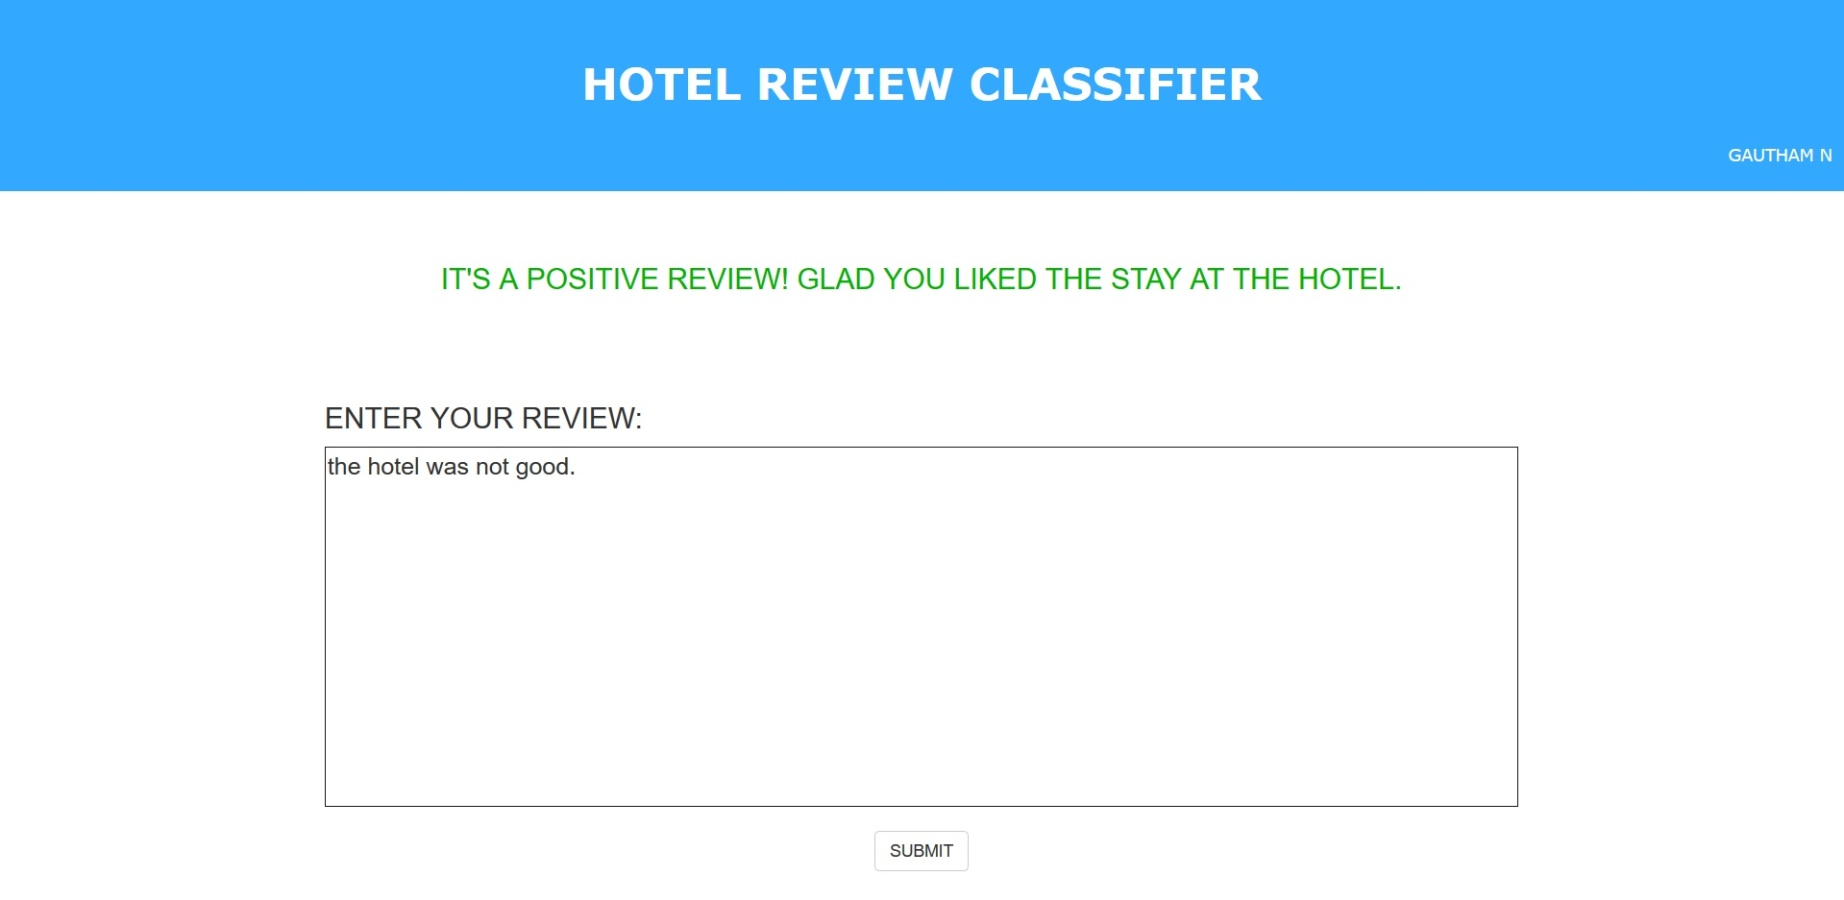 HOTEL REVIEW CLASSIFIER
GAUTHAM N
IT'S A POSITIVE REVIEW! GLAD YOU LIKED THE STAY AT THE HOTEL.
ENTER YOUR REVIEW:
the hotel was not good.
SUBMIT